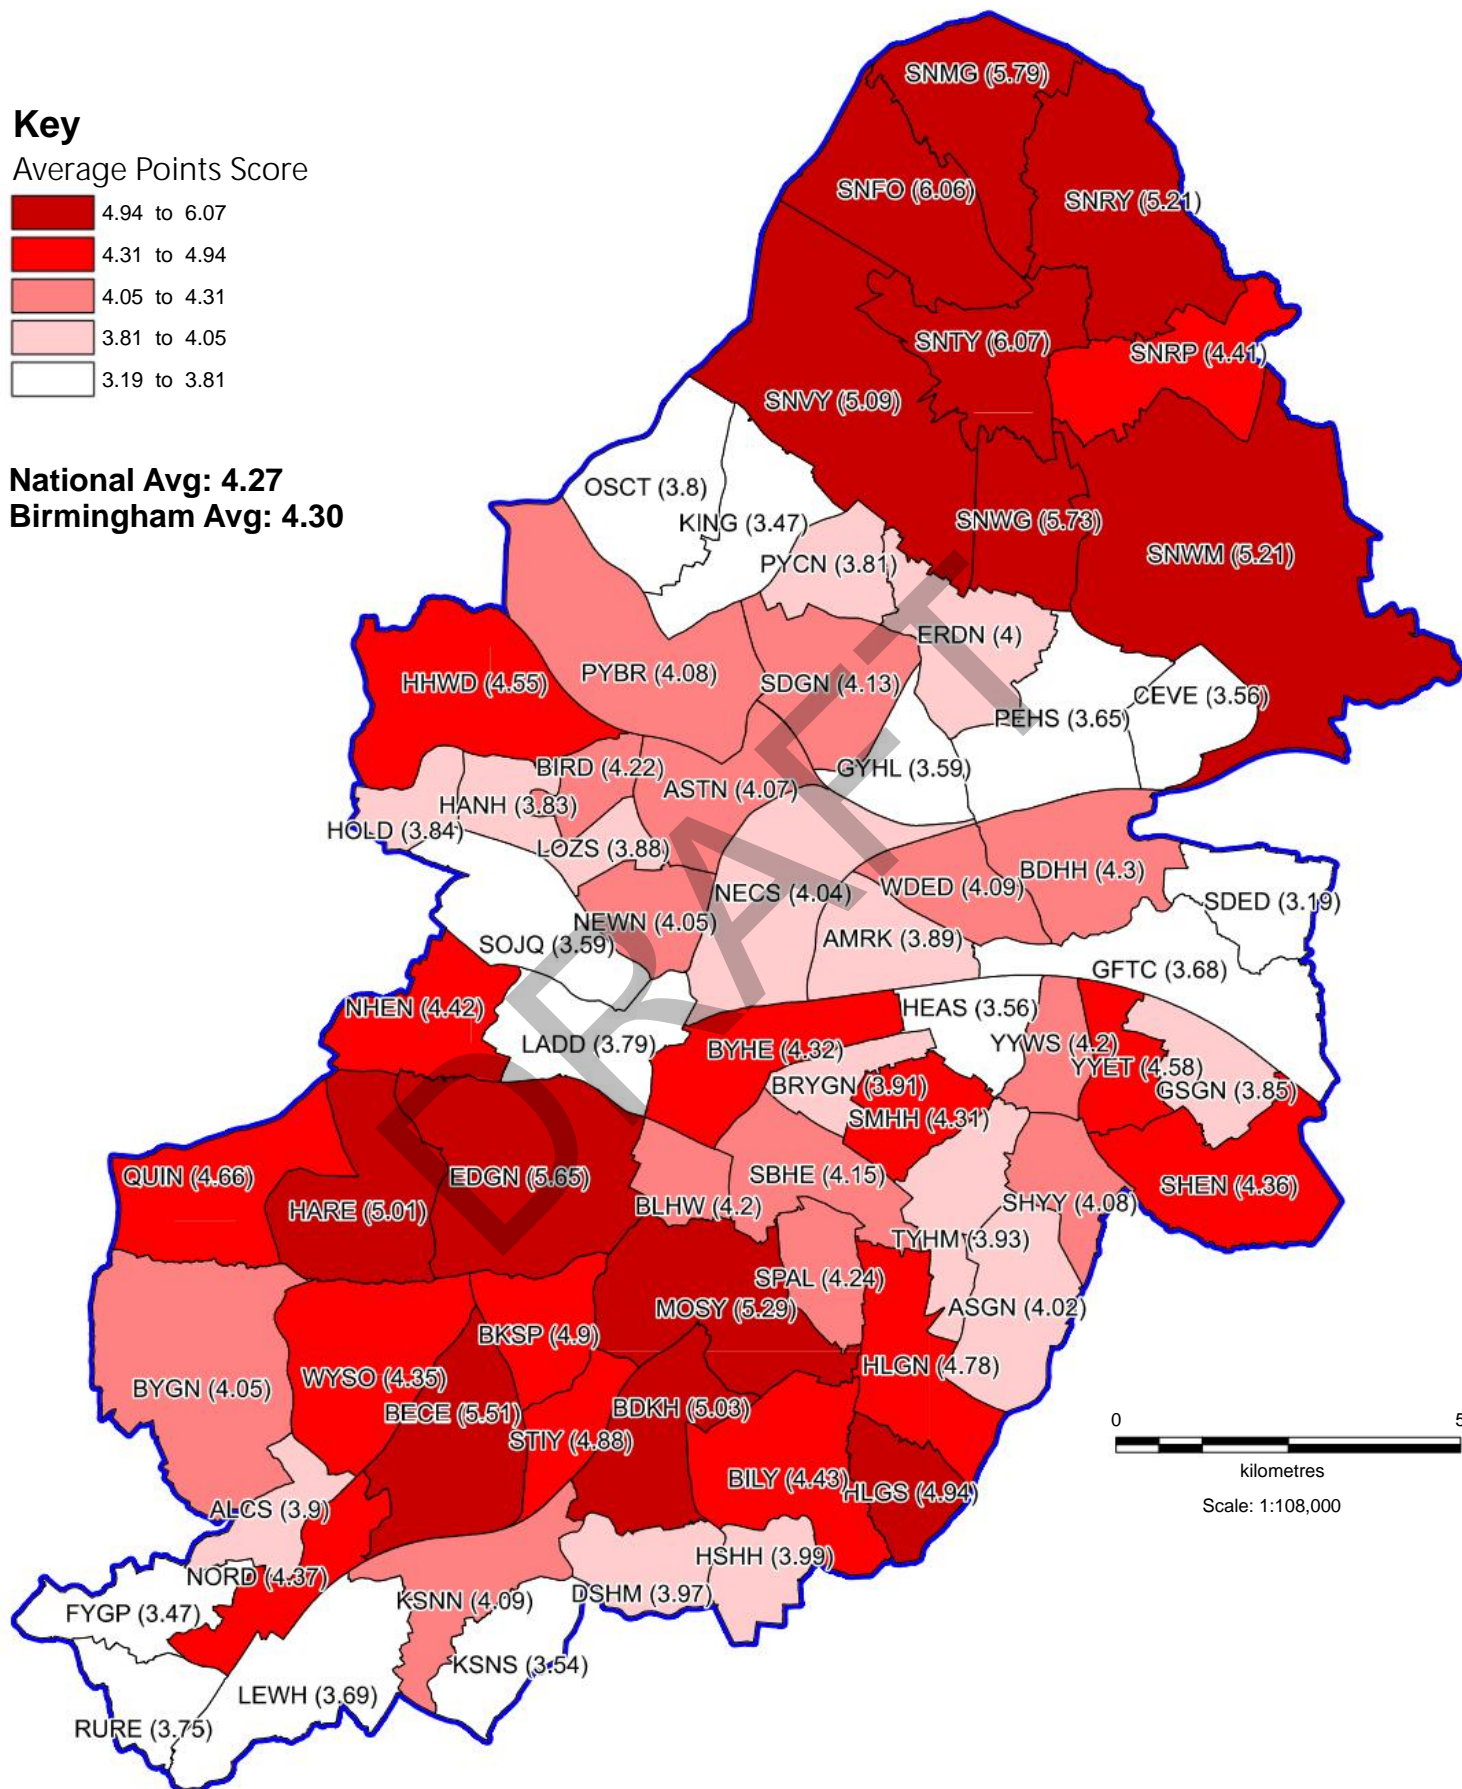 SNMG (5.79)
Key
Average Points Score
SNFO (6.06)
SNRY (5.21)
4.94 to 6.07
4.31 to 4.94
4.05 to 4.31
3.81 to 4.05
3.19 to 3.81
SNTY (6.07)
SNRP (4.41)
SNVY (5.09)
National Avg: 4.27
Birmingham Avg: 4.30
OSCT (3.8)
KING (3.47)
SNWG (5.73)
SNWM (5.21)
PYCN (3.81)
ERDN (4)
HHWD (4.55)
PYBR (4.08)
SDGN (4.13)
CEVE (3.56)
PEHS (3.65)
BIRD (4.22)
GYHL (3.59)
ASTN (4.07)
HANH (3.83)
HOLD (3.84)
LOZS (3.88)
NECS (4.04)
WDED (4.09)
BDHH (4.3)
SDED (3.19)
NEWN (4.05)
SOJQ (3.59)
AMRK (3.89)
GFTC (3.68)
NHEN (4.42)
HEAS (3.56)
LADD (3.79)
BYHE (4.32)
YYWS (4.2)
YYET (4.58)
BRYGN (3.91)
GSGN (3.85)
SMHH (4.31)
DRAFT
QUIN (4.66)
EDGN (5.65)
SBHE (4.15)
SHEN (4.36)
HARE (5.01)
BLHW (4.2)
SHYY (4.08)
TYHM (3.93)
SPAL (4.24)
MOSY (5.29)
ASGN (4.02)
BKSP (4.9)
HLGN (4.78)
WYSO (4.35)
BYGN (4.05)
BECE (5.51)
BDKH (5.03)
STIY (4.88)
0 5
kilometres
Scale: 1:108,000
BILY (4.43)
HLGS (4.94)
ALCS (3.9)
HSHH (3.99)
NORD (4.37)
DSHM (3.97)
KSNN (4.09)
FYGP (3.47)
KSNS (3.54)
LEWH (3.69)
RURE (3.75)